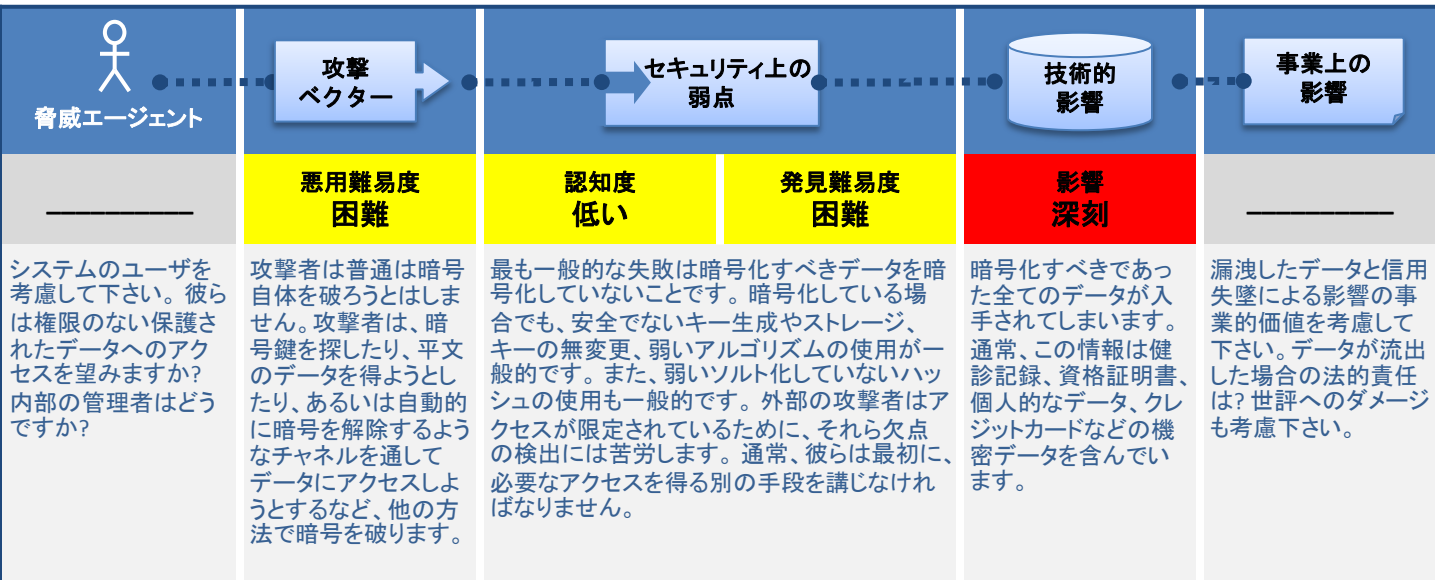 脅威エージェント
攻撃
ベクター
セキュリティ上の
弱点
技術的
影響
事業上の
影響
__________
悪用難易度
困難
認知度
低い
発見難易度
困難
影響
深刻
__________
システムのユーザを
考慮して下さい。彼ら
は権限のない保護さ
れたデータへのアク
セスを望みますか?
内部の管理者はどう
ですか?
攻撃者は普通は暗号
自体を破ろうとはしま
せん。攻撃者は、暗
号鍵を探したり、平文
のデータを得ようとし
たり、あるいは自動的
に暗号を解除するよう
なチャネルを通して
データにアクセスしよ
うとするなど、他の方
法で暗号を破ります。
最も一般的な失敗は暗号化すべきデータを暗
号化していないことです。暗号化している場
合でも、安全でないキー生成やストレージ、
キーの無変更、弱いアルゴリズムの使用が一
般的です。また、弱いソルト化していないハッ
シュの使用も一般的です。外部の攻撃者はア
クセスが限定されているために、それら欠点
の検出には苦労します。通常、彼らは最初に、
必要なアクセスを得る別の手段を講じなけれ
ばなりません。
暗号化すべきであっ
た全てのデータが入
手されてしまいます。
通常、この情報は健
診記録、資格証明書、
個人的なデータ、クレ
ジットカードなどの機
密データを含んでい
ます。
漏洩したデータと信用
失墜による影響の事
業的価値を考慮して
下さい。データが流出
した場合の法的責任
は? 世評へのダメージ
も考慮下さい。